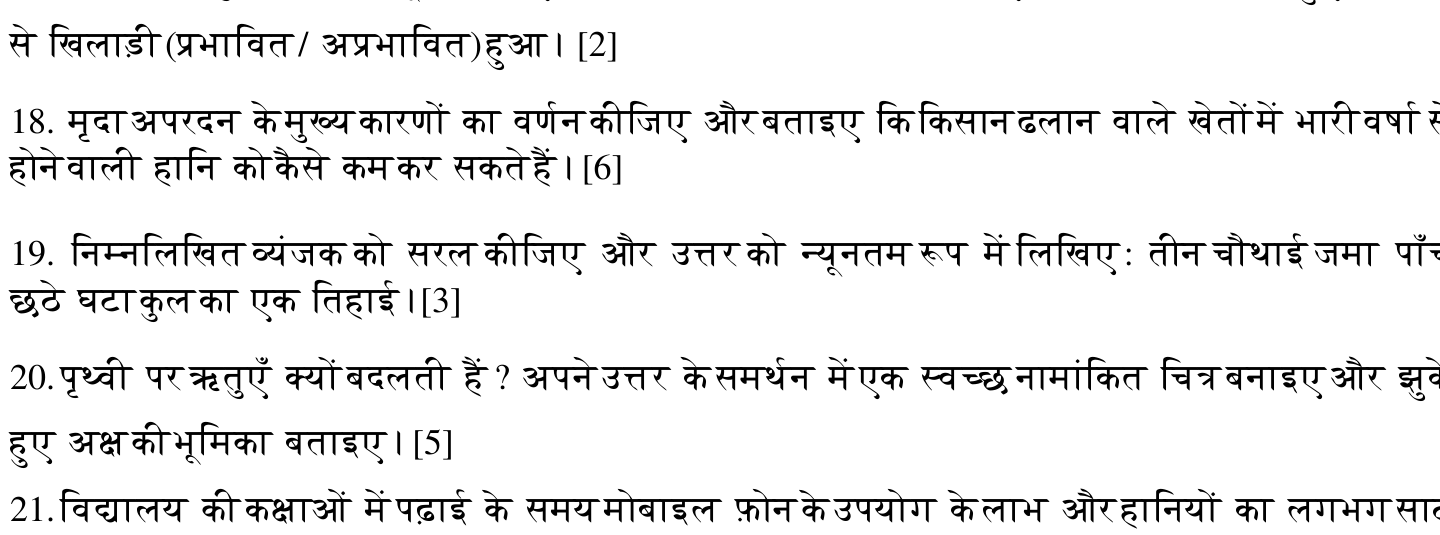 से खिलाड़ी (प्रभावित / अप्रभावित) हुआ। [2]
18. मृदा अपरदन के मुख्य कारणों का वर्णन कीजिए और बताइए कि किसान ढलान वाले खेतों में भारी वर्षा से
होने वाली हानि को कैसे कम कर सकते हैं। [6]
19. निम्नलिखित व्यंजक को सरल कीजिए और उत्तर को न्यूनतम रूप में लिखिए: तीन चौथाई जमा पाँच
छठे घटा कुल का एक तिहाई। [3]
20. पृथ्वी पर ऋतुएँ क्यों बदलती हैं? अपने उत्तर के समर्थन में एक स्वच्छ नामांकित चित्र बनाइए और झुके
हुए अक्ष की भूमिका बताइए। [5]
21. विद्यालय की कक्षाओं में पढ़ाई के समय मोबाइल फ़ोन के उपयोग के लाभ और हानियों का लगभग